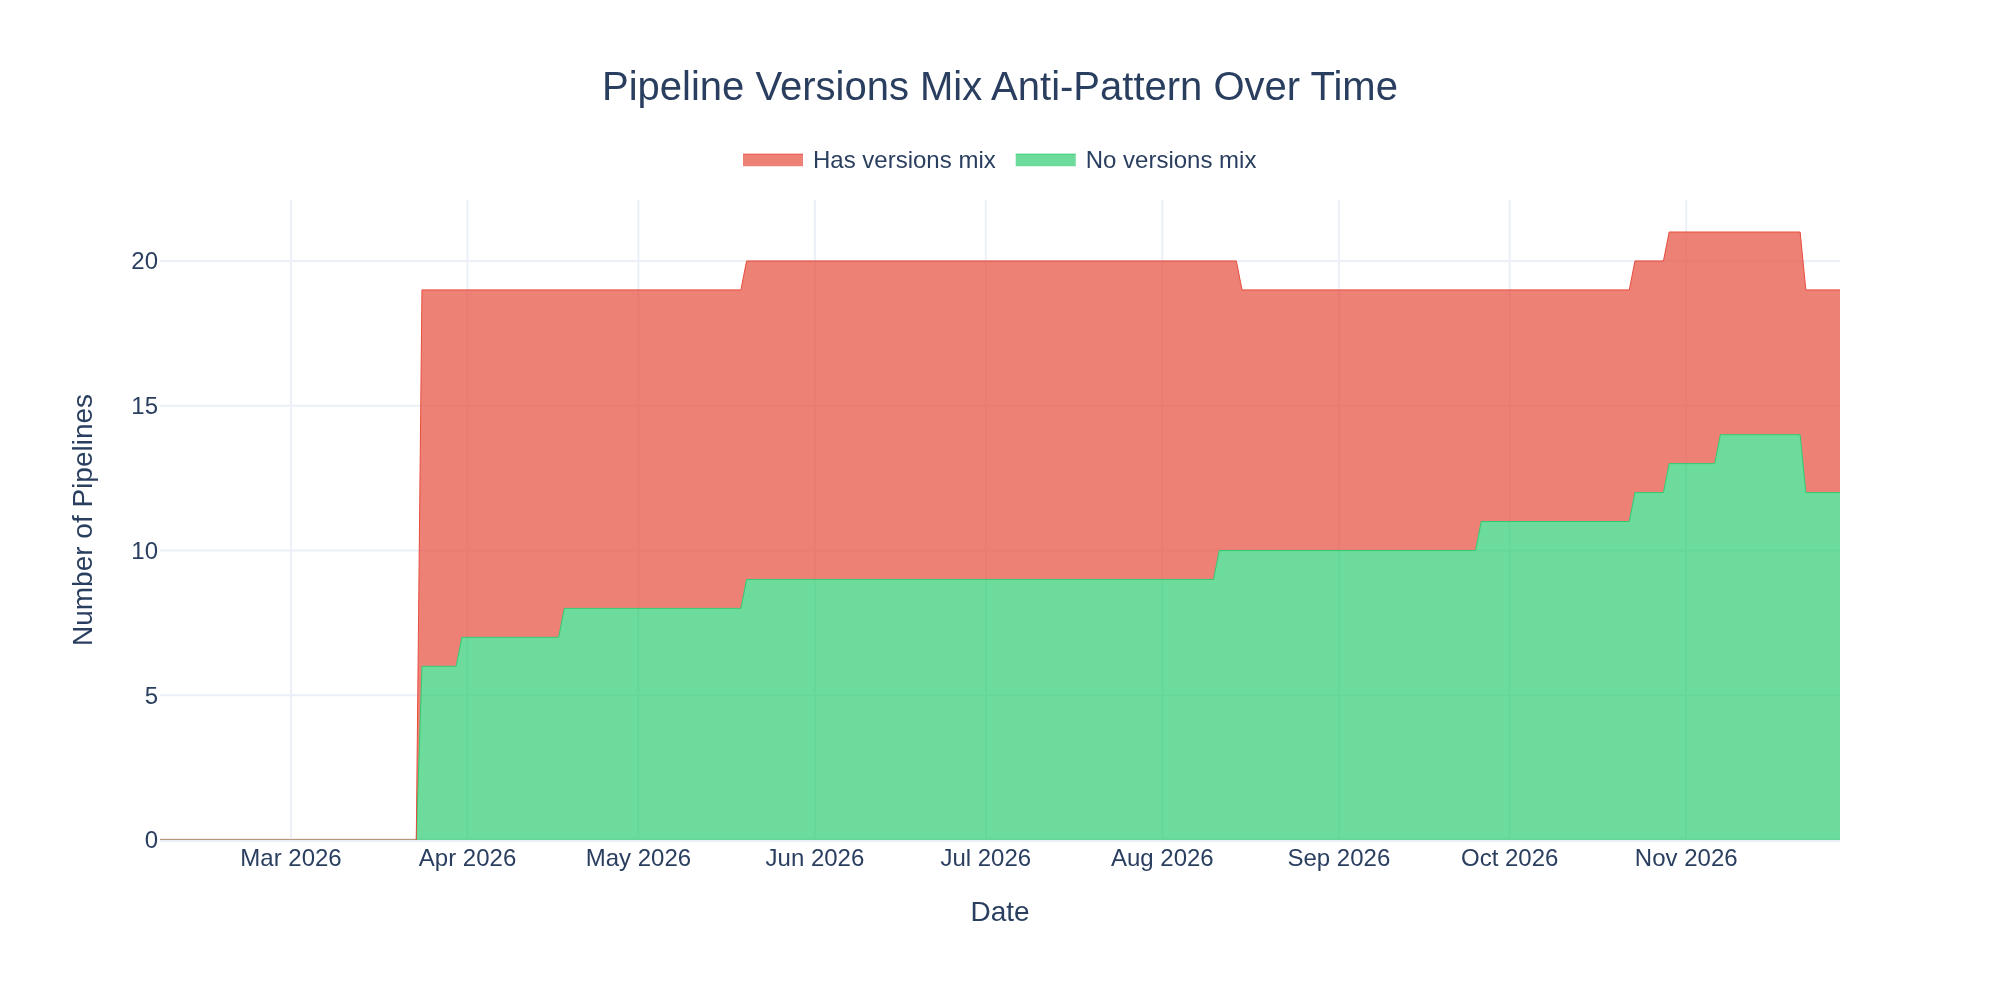 Pipeline Versions Mix Anti-Pattern Over Time
Has versions mix No versions mix
Number of Pipelines
20
15
10
5
0
Mar 2026 Apr 2026 May 2026 Jun 2026 Jul 2026 Aug 2026 Sep 2026 Oct 2026 Nov 2026
Date